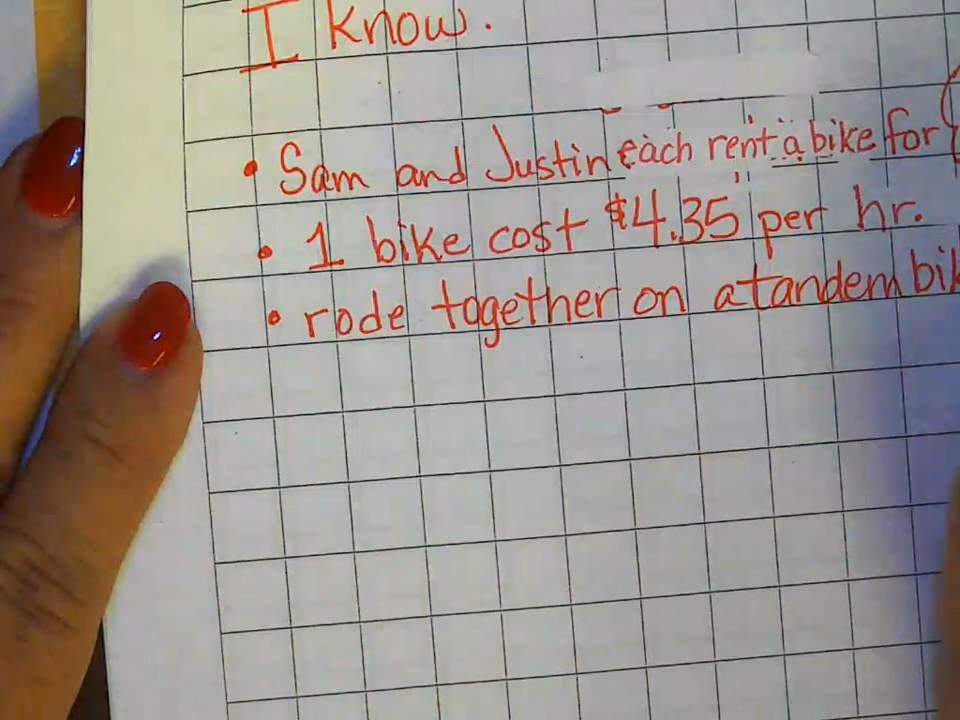 I know.
• Sam and Justin each rent a bike for
• 1 bike cost $4.35 per hr.
• rode together on a tandem bik